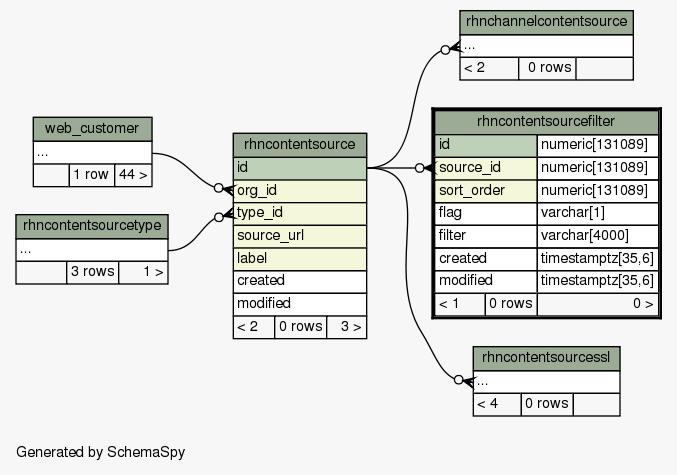 rhnchannelcontentsource
...
< 2 0 rows
web_customer
...
1 row 44 >
rhncontentsourcetype
...
3 rows 1 >
rhncontentsource
id
org_id
type_id
source_url
label
created
modified
< 2 0 rows 3 >
rhncontentsourcefilter
id numeric[131089]
source_id numeric[131089]
sort_order numeric[131089]
flag varchar[1]
filter varchar[4000]
created timestamptz[35,6]
modified timestamptz[35,6]
< 1 0 rows 0 >
rhncontentsourcessl
...
< 4 0 rows
Generated by SchemaSpy